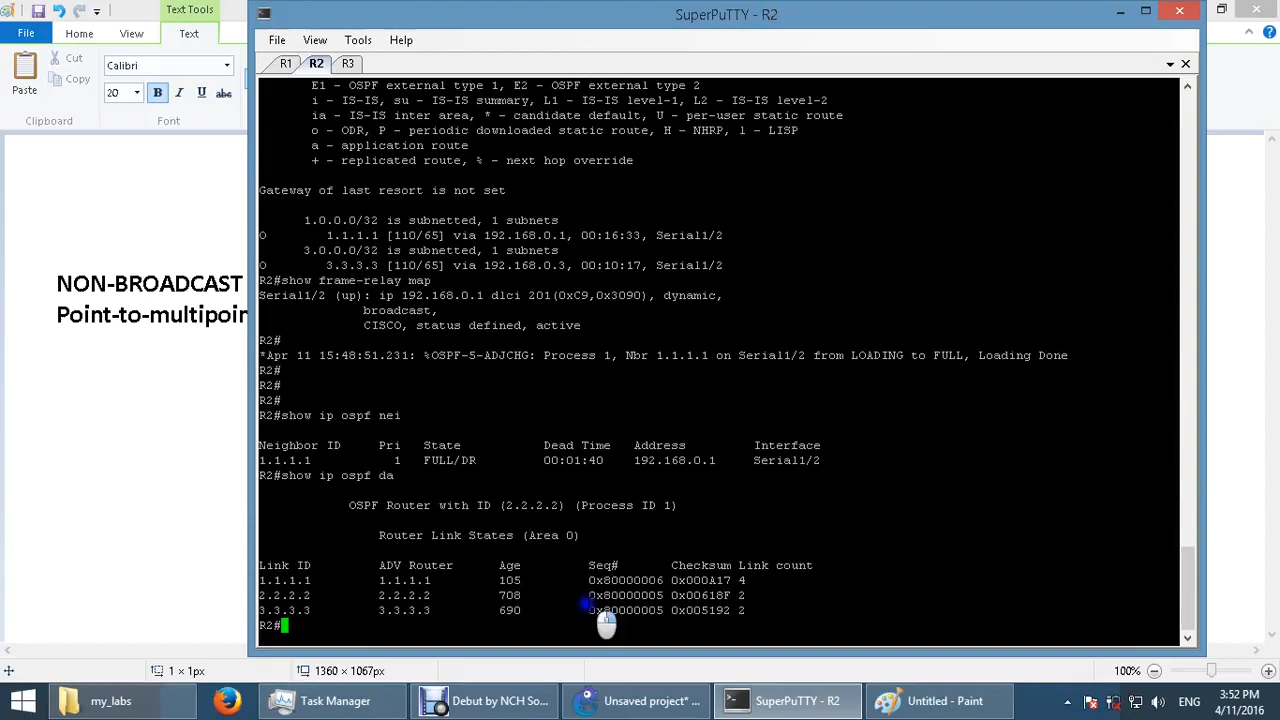 SuperPuTTY - R2
Text Tools
File
Home
View
Text
File View Tools Help
R1 R2 R3
Paste
Cut
Copy
Clipboard
Calibri
20
B I U abc
Font
NON-BROADCAST
Point-to-multipoin
E1 - OSPF external type 1, E2 - OSPF external type 2
i - IS-IS, su - IS-IS summary, L1 - IS-IS level-1, L2 - IS-IS level-2
ia - IS-IS inter area, * - candidate default, U - per-user static route
o - ODR, P - periodic downloaded static route, H - NHRP, l - LISP
a - application route
+ - replicated route, % - next hop override
Gateway of last resort is not set
1.0.0.0/32 is subnetted, 1 subnets
O 1.1.1.1 [110/65] via 192.168.0.1, 00:16:33, Serial1/2
3.0.0.0/32 is subnetted, 1 subnets
O 3.3.3.3 [110/65] via 192.168.0.3, 00:10:17, Serial1/2
R2#show frame-relay map
Serial1/2 (up): ip 192.168.0.1 dlci 201(0xC9,0x3090), dynamic,
broadcast,
CISCO, status defined, active
R2#
*Apr 11 15:48:51.231: %OSPF-5-ADJCHG: Process 1, Nbr 1.1.1.1 on Serial1/2 from LOADING to FULL, Loading Done
R2#
R2#
R2#
R2#show ip ospf nei
Neighbor ID Pri State Dead Time Address Interface
1.1.1.1 1 FULL/DR 00:01:40 192.168.0.1 Serial1/2
R2#show ip ospf da
OSPF Router with ID (2.2.2.2) (Process ID 1)
Router Link States (Area 0)
Link ID ADV Router Age Seq# Checksum Link count
1.1.1.1 1.1.1.1 105 0x80000006 0x000A17 4
2.2.2.2 2.2.2.2 708 0x80000005 0x00618F 2
3.3.3.3 3.3.3.3 690 0x80000005 0x005192 2
R2#
1 × 1px
1360 × 1067px
100%
my_labs
Task Manager
Debut by NCH So...
Unsaved project*...
SuperPuTTY - R2
Untitled - Paint
ENG
3:52 PM
4/11/2016